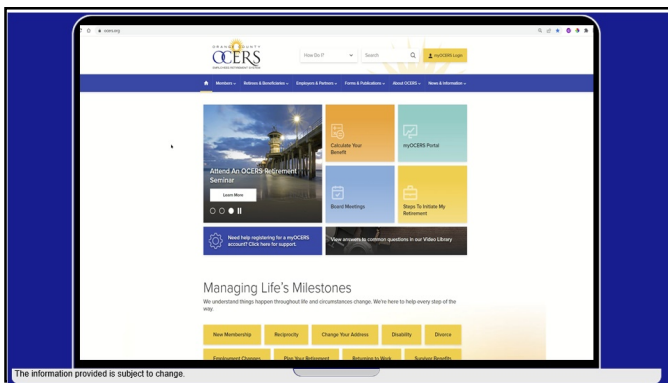 ocers.org
ORANGE COUNTY
OCERS
EMPLOYEES RETIREMENT SYSTEM
How Do I?
Search
myOCERS Login
Members
Retirees & Beneficiaries
Employers & Partners
Forms & Publications
About OCERS
News & Information
Attend An OCERS Retirement
Seminar
Learn More
Calculate Your
Benefit
myOCERS Portal
Board Meetings
Steps To Initiate My
Retirement
Need help registering for a myOCERS
account? Click here for support.
View answers to common questions in our Video Library
Managing Life's Milestones
We understand things happen throughout life and circumstances change. We're here to help every step of the
way.
New Membership
Reciprocity
Change Your Address
Disability
Divorce
Employment Changes
Plan Your Retirement
Returning to Work
Survivor Benefits
The information provided is subject to change.